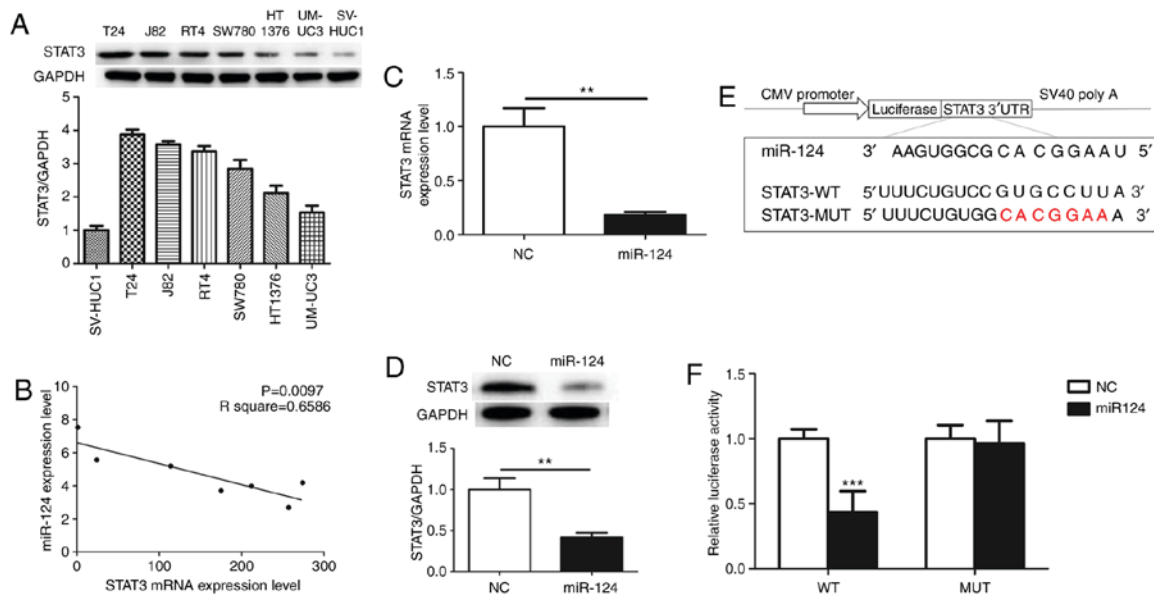 A
T24 J82 RT4 SW780 HT 1376 UM-UC3 SV-HUC1
STAT3
GAPDH
STAT3/GAPDH
5
4
3
2
1
0
SV-HUC1 T24 J82 RT4 SW780 HT1376 UM-UC3
B
P=0.0097
R square=0.6586
miR-124 expression level
10
8
6
4
2
0
0 100 200 300
STAT3 mRNA expression level
C
STAT3 mRNA
expression level
1.5
1.0
0.5
0.0
**
NC miR-124
D
NC miR-124
STAT3
GAPDH
STAT3/GAPDH
1.5
1.0
0.5
0.0
**
NC miR-124
E
CMV promoter
Luciferase STAT3 3′UTR
SV40 poly A
miR-124 3′ AAGUGGCGCACGGAAU 5′
STAT3-WT 5′UUUCUGUCCGUGCCUUA 3′
STAT3-MUT 5′UUUCUGUGGCACGGAAA 3′
F
NC
miR124
Relative luciferase activity
1.5
1.0
0.5
0.0
***
WT MUT